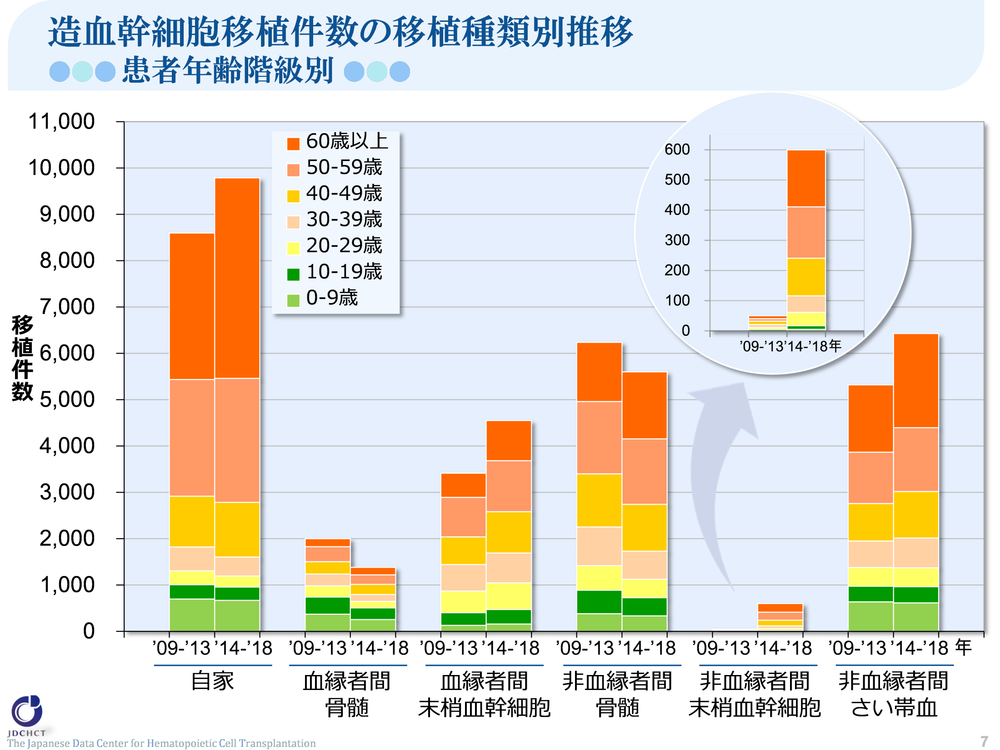 造血幹細胞移植件数の移植種類別推移
患者年齢階級別
移植件数
11,000
10,000
9,000
8,000
7,000
6,000
5,000
4,000
3,000
2,000
1,000
0
60歳以上
50-59歳
40-49歳
30-39歳
20-29歳
10-19歳
0-9歳
600
500
400
300
200
100
0
’09-’13 ’14-’18年
’09-’13 ’14-’18 ’09-’13 ’14-’18 ’09-’13 ’14-’18 ’09-’13 ’14-’18 ’09-’13 ’14-’18 ’09-’13 ’14-’18 年
自家
血縁者間
骨髄
血縁者間
末梢血幹細胞
非血縁者間
骨髄
非血縁者間
末梢血幹細胞
非血縁者間
さい帯血
JDCHCT
The Japanese Data Center for Hematopoietic Cell Transplantation
7